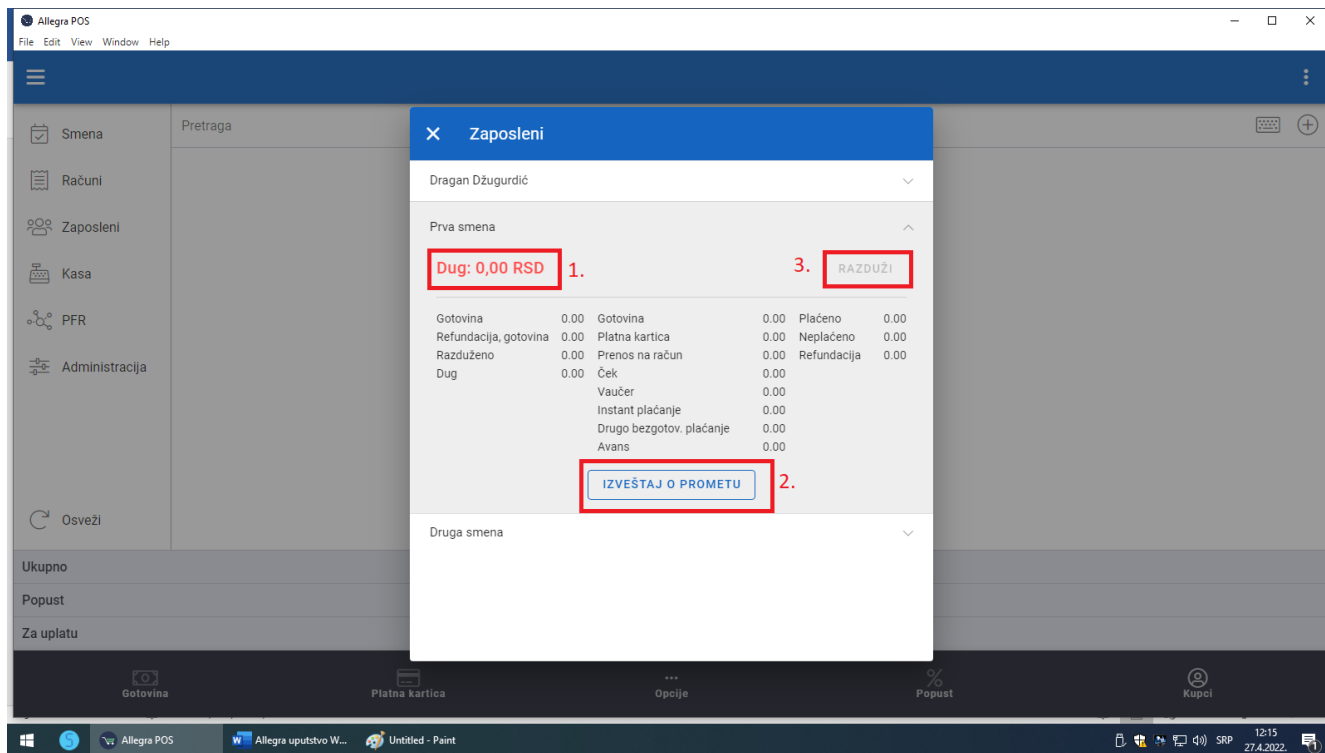 Allegra POS
File Edit View Window Help
Smena
Računi
Zaposleni
Kasa
PFR
Administracija
Osveži
Pretraga
Zaposleni
Dragan Džugurdić
Prva smena
Dug: 0,00 RSD 1. 3. RAZDUŽI
Gotovina 0.00 Gotovina 0.00 Plaćeno 0.00
Refundacija, gotovina 0.00 Platna kartica 0.00 Neplaćeno 0.00
Razduženo 0.00 Prenos na račun 0.00 Refundacija 0.00
Dug 0.00 Ček 0.00
Vaučer 0.00
Instant plaćanje 0.00
Drugo bezgotov. plaćanje 0.00
Avans 0.00
IZVEŠTAJ O PROMETU 2.
Druga smena
Ukupno
Popust
Za uplatu
Gotovina Platna kartica Opcije Popust Kupci
Allegra POS Allegra uputstvo W... Untitled - Paint SRP 12:15
27.4.2022.